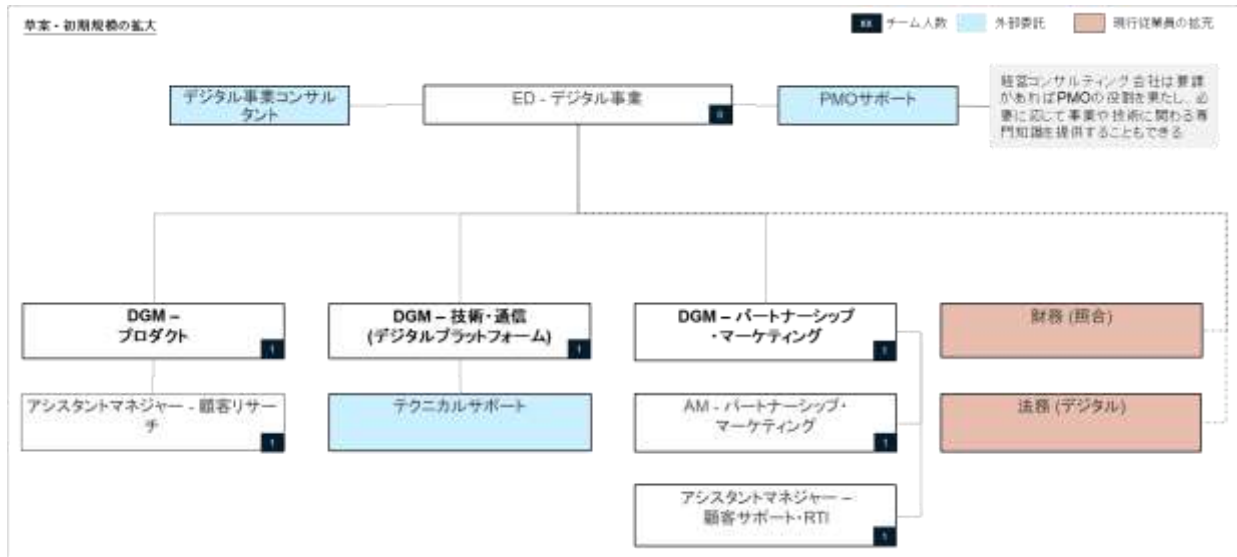 草案・初期規模の拡大
XX チーム人数 外部委託 現行従業員の拡充
デジタル事業コンサル
タント
ED - デジタル事業
PMOサポート
経営コンサルティング会社は要請
があればPMOの役割を果たし、必
要に応じて事業や技術に関わる専
門知識を提供することもできる
DGM –
プロダクト
1
DGM – 技術・通信
(デジタルプラットフォーム)
1
DGM – パートナーシップ
・マーケティング
1
財務 (照合)
アシスタントマネジャー - 顧客リサー
チ
1
テクニカルサポート
AM - パートナーシップ・
マーケティング
1
法務 (デジタル)
アシスタントマネジャー –
顧客サポート・RTI
1